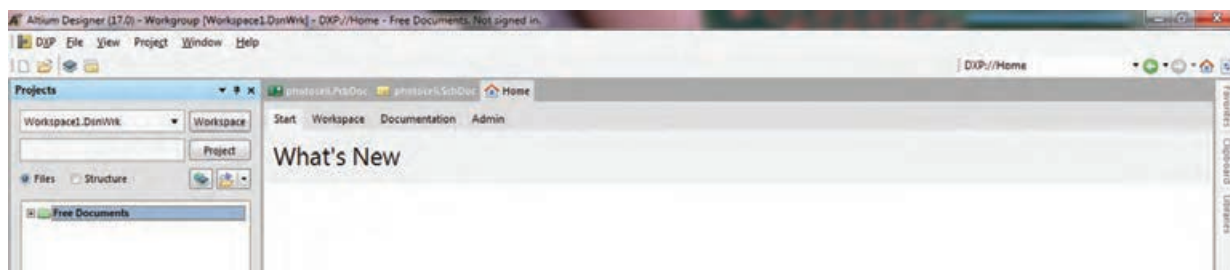 Altium Designer (17.0) - Workgroup [Workspace1.DsnWrk] - DXP://Home - Free Documents. Not signed in.
DXP File View Project Window Help
DXP://Home
Projects
photocell.PcbDoc photocell.SchDoc Home
Workspace1.DsnWrk Workspace
Start Workspace Documentation Admin
Project
What's New
Files Structure
Free Documents
Favorites Clipboard Libraries